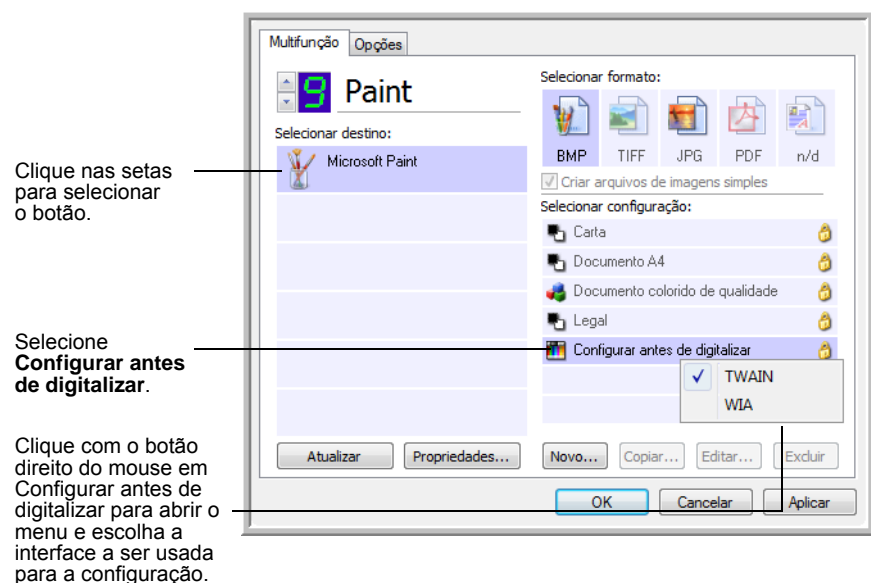 Clique nas setas
para selecionar
o botão.
Selecione
Configurar antes
de digitalizar.
Clique com o botão
direito do mouse em
Configurar antes de
digitalizar para abrir o
menu e escolha a
interface a ser usada
para a configuração.
Multifunção Opções
9 Paint
Selecionar destino:
Microsoft Paint
Atualizar Propriedades...
Selecionar formato:
BMP TIFF JPG PDF n/d
Criar arquivos de imagens simples
Selecionar configuração:
Carta
Documento A4
Documento colorido de qualidade
Legal
Configurar antes de digitalizar
TWAIN
WIA
Novo... Copiar... Editar... Excluir
OK Cancelar Aplicar